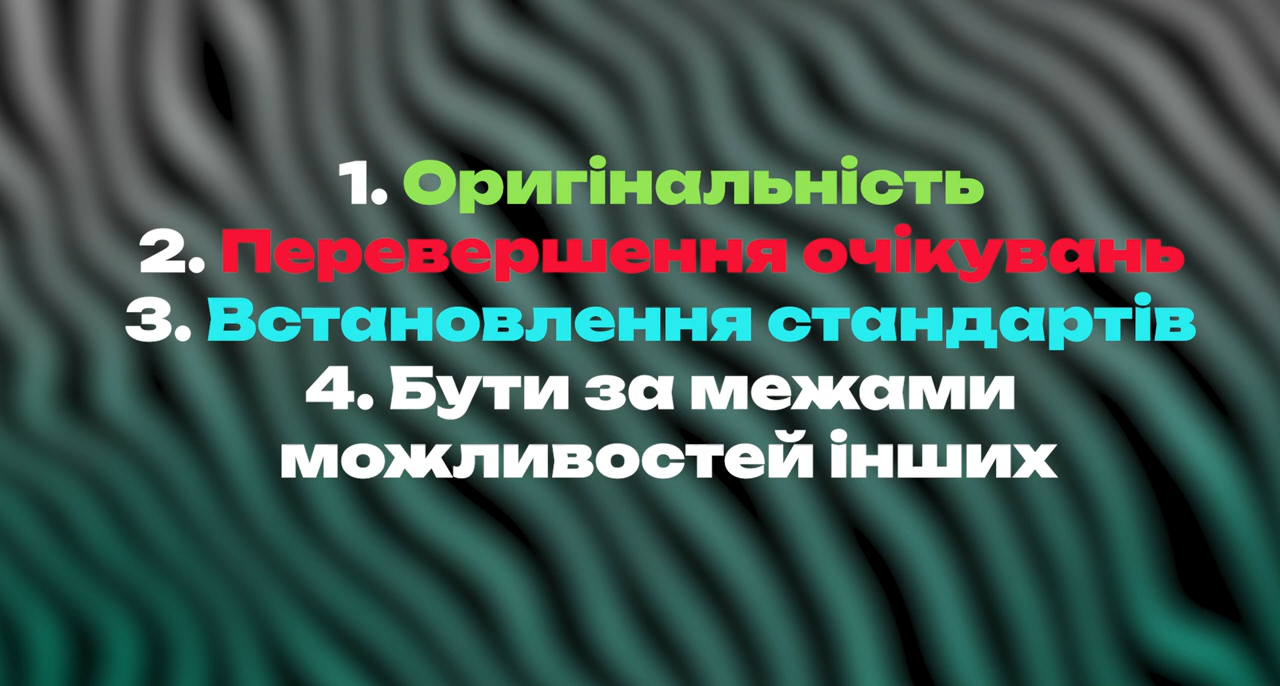 1. Оригінальність
2. Перевершення очікувань
3. Встановлення стандартів
4. Бути за межами
можливостей інших